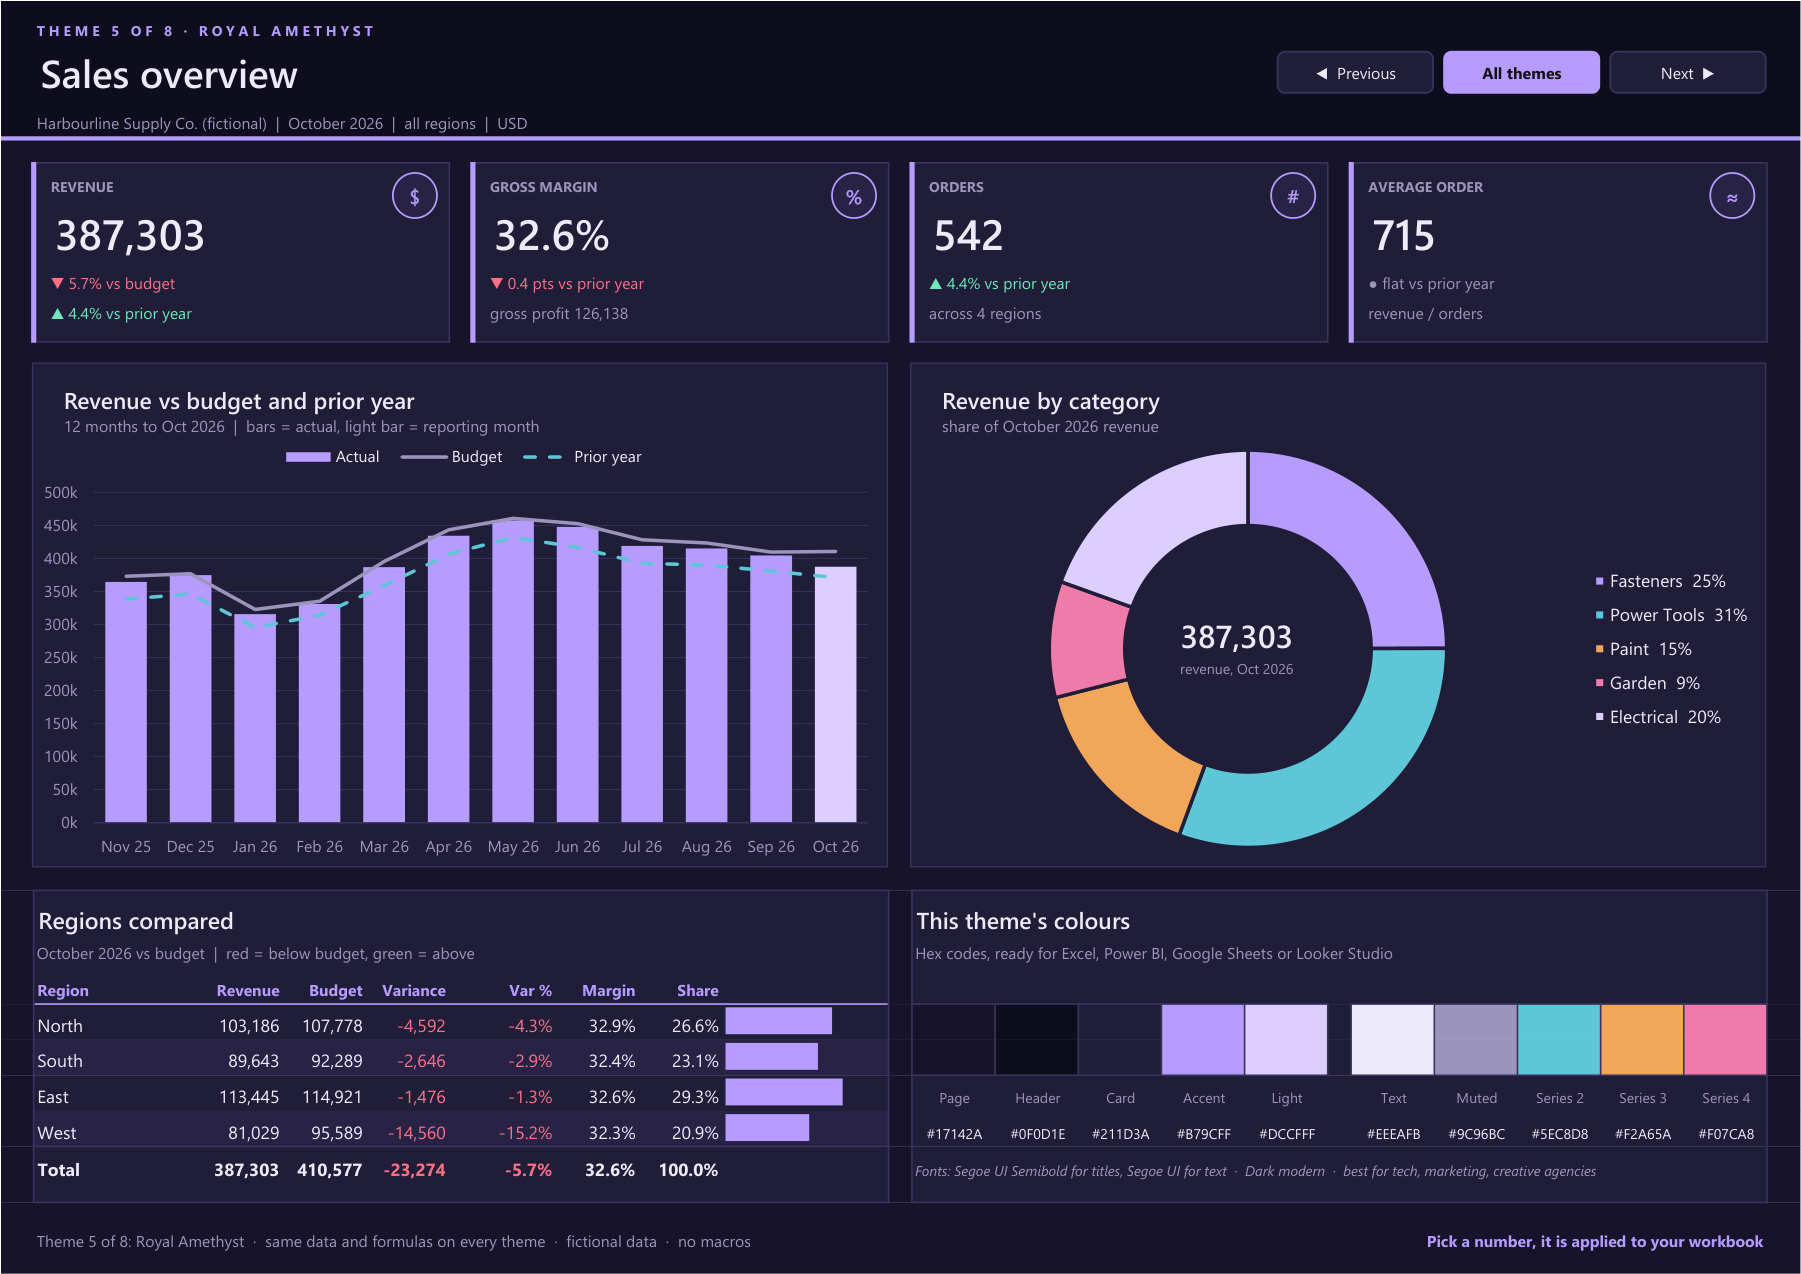 THEME 5 OF 8 · ROYAL AMETHYST
Sales overview
◀ Previous
All themes
Next ▶
Harbourline Supply Co. (fictional) | October 2026 | all regions | USD
REVENUE
$
387,303
▼ 5.7% vs budget
▲ 4.4% vs prior year
GROSS MARGIN
%
32.6%
▼ 0.4 pts vs prior year
gross profit 126,138
ORDERS
#
542
▲ 4.4% vs prior year
across 4 regions
AVERAGE ORDER
≈
715
● flat vs prior year
revenue / orders
Revenue vs budget and prior year
12 months to Oct 2026 | bars = actual, light bar = reporting month
Actual Budget Prior year
500k
450k
400k
350k
300k
250k
200k
150k
100k
50k
0k
Nov 25 Dec 25 Jan 26 Feb 26 Mar 26 Apr 26 May 26 Jun 26 Jul 26 Aug 26 Sep 26 Oct 26
Revenue by category
share of October 2026 revenue
387,303
revenue, Oct 2026
Fasteners 25%
Power Tools 31%
Paint 15%
Garden 9%
Electrical 20%
Regions compared
October 2026 vs budget | red = below budget, green = above
Region Revenue Budget Variance Var % Margin Share
North 103,186 107,778 -4,592 -4.3% 32.9% 26.6%
South 89,643 92,289 -2,646 -2.9% 32.4% 23.1%
East 113,445 114,921 -1,476 -1.3% 32.6% 29.3%
West 81,029 95,589 -14,560 -15.2% 32.3% 20.9%
Total 387,303 410,577 -23,274 -5.7% 32.6% 100.0%
This theme's colours
Hex codes, ready for Excel, Power BI, Google Sheets or Looker Studio
Page Header Card Accent Light Text Muted Series 2 Series 3 Series 4
#17142A #0F0D1E #211D3A #B79CFF #DCCFFF #EEEAFB #9C96BC #5EC8D8 #F2A65A #F07CA8
Fonts: Segoe UI Semibold for titles, Segoe UI for text · Dark modern · best for tech, marketing, creative agencies
Theme 5 of 8: Royal Amethyst · same data and formulas on every theme · fictional data · no macros
Pick a number, it is applied to your workbook